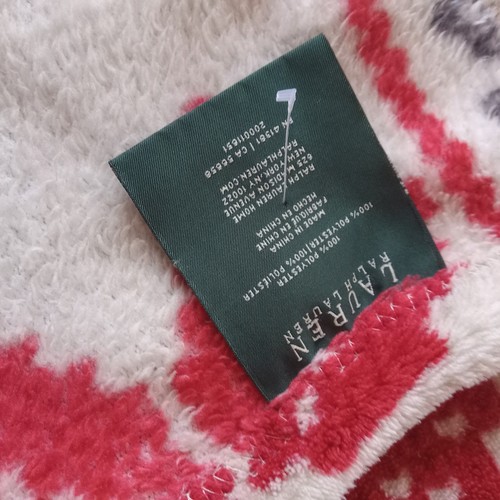 LAUREN
RALPH LAUREN
100% POLYESTER|100% POLIÉSTER
100% POLYESTER
MADE IN CHINA
FABRIQUÉ EN CHINE
HECHO EN CHINA
RALPH LAUREN HOME
625 MADISON AVENUE
NEW YORK, NY 10022
RALPHLAUREN.COM
RN 41381 | CA 56656
200011651